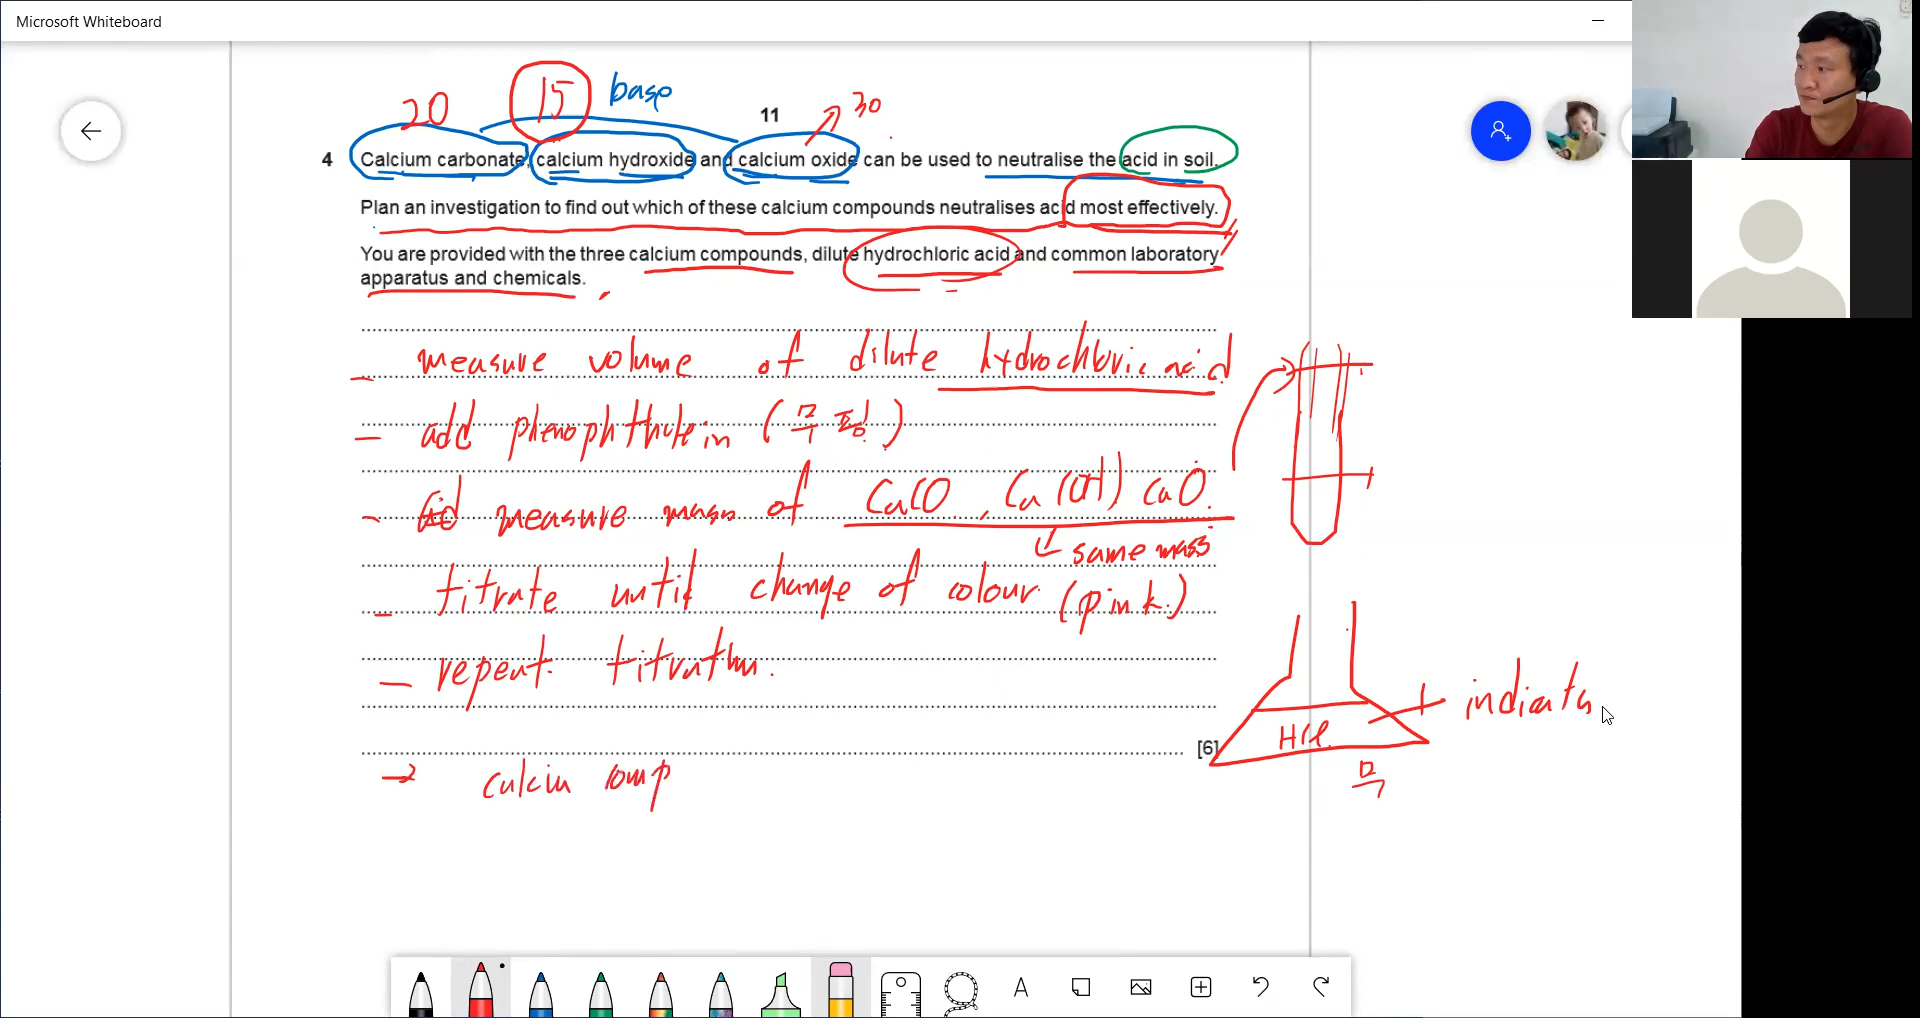 Microsoft Whiteboard
20 15 base
11 30
4 Calcium carbonate, calcium hydroxide and calcium oxide can be used to neutralise the acid in soil.
Plan an investigation to find out which of these calcium compounds neutralises acid most effectively.
You are provided with the three calcium compounds, dilute hydrochloric acid and common laboratory
apparatus and chemicals.
- measure volume of dilute hydrochloric acid
- add phenophthulein (무 핑)
- measure mass of CaCO, Ca(OH) CaO.
same mass
- titrate until change of colour. (pink.)
- repeat titration.
+ indicator
HCl.
무
[6]
→ calcium comp
A